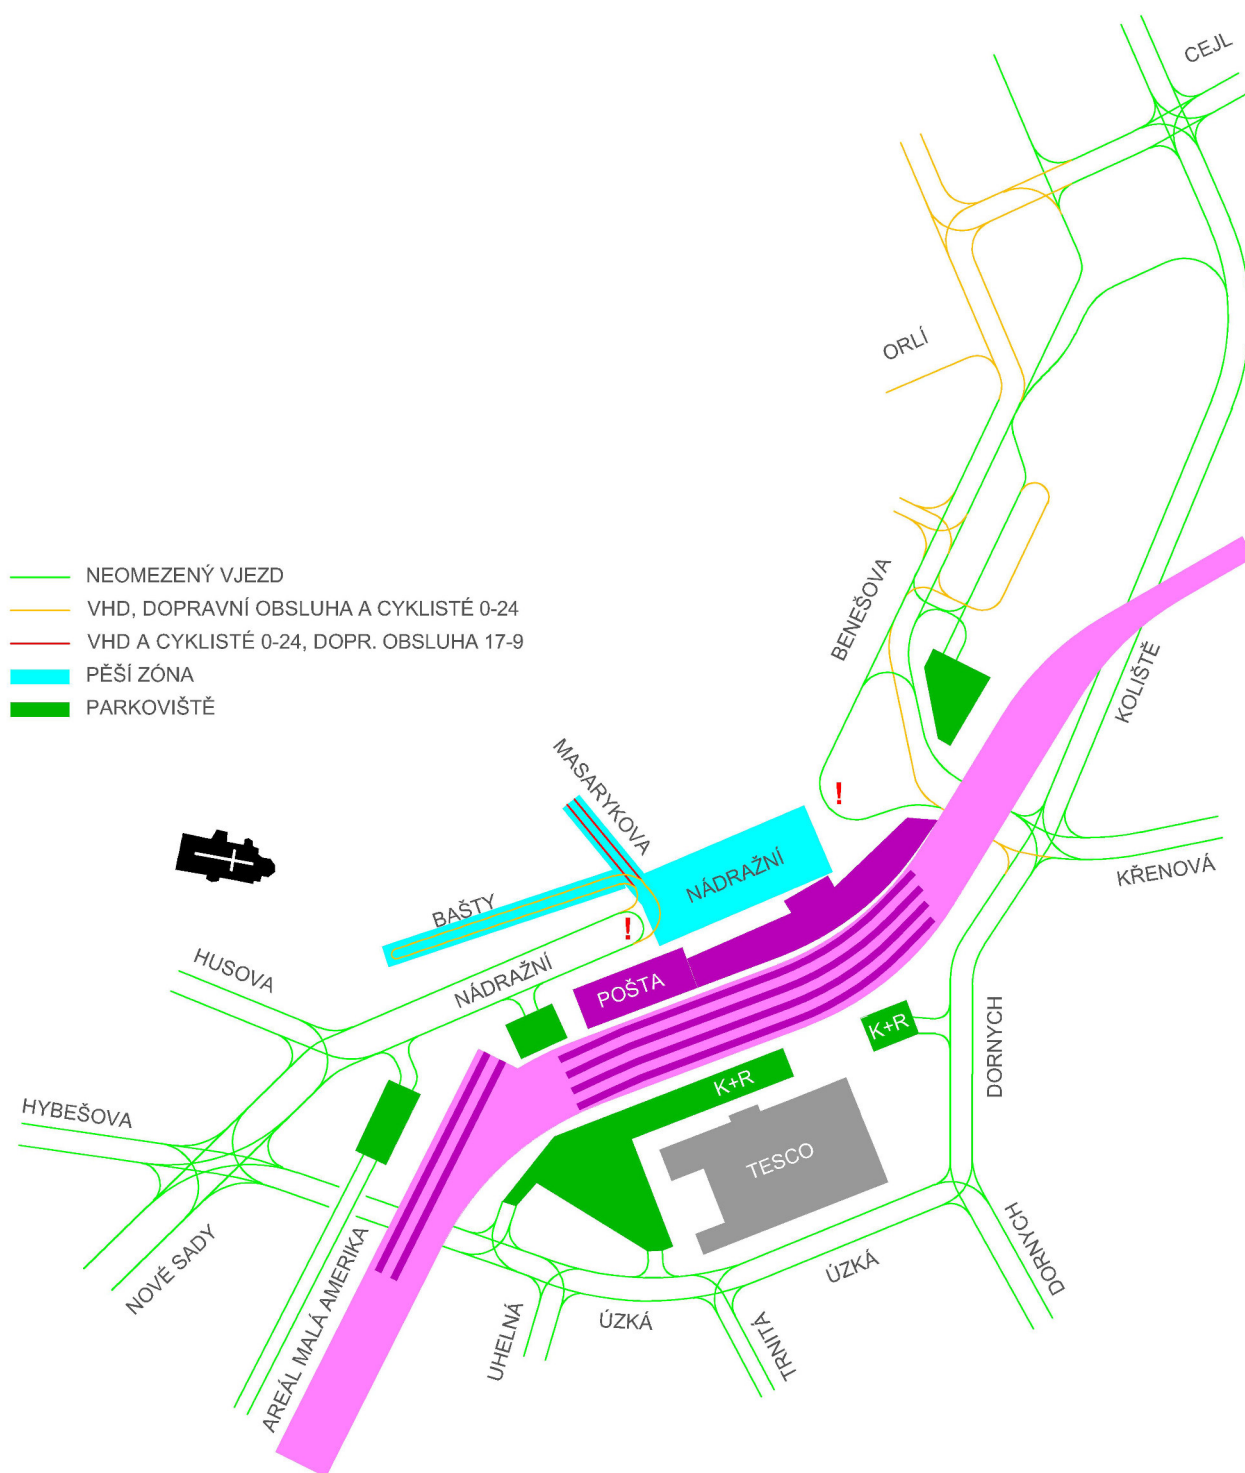 CEJL
ORLÍ
NEOMEZENÝ VJEZD
VHD, DOPRAVNÍ OBSLUHA A CYKLISTÉ 0-24
VHD A CYKLISTÉ 0-24, DOPR. OBSLUHA 17-9
PĚŠÍ ZÓNA
PARKOVIŠTĚ
BENEŠOVA
KOLIŠTĚ
MASARYKOVA
!
NÁDRAŽNÍ
KŘENOVÁ
BAŠTY
!
HUSOVA
NÁDRAŽNÍ
POŠTA
K+R
DORNYCH
K+R
HYBEŠOVA
TESCO
NOVÉ SADY
AREÁL MALÁ AMERIKA
ÚZKÁ
DORNYCH
UHELNÁ
ÚZKÁ
TRNITÁ